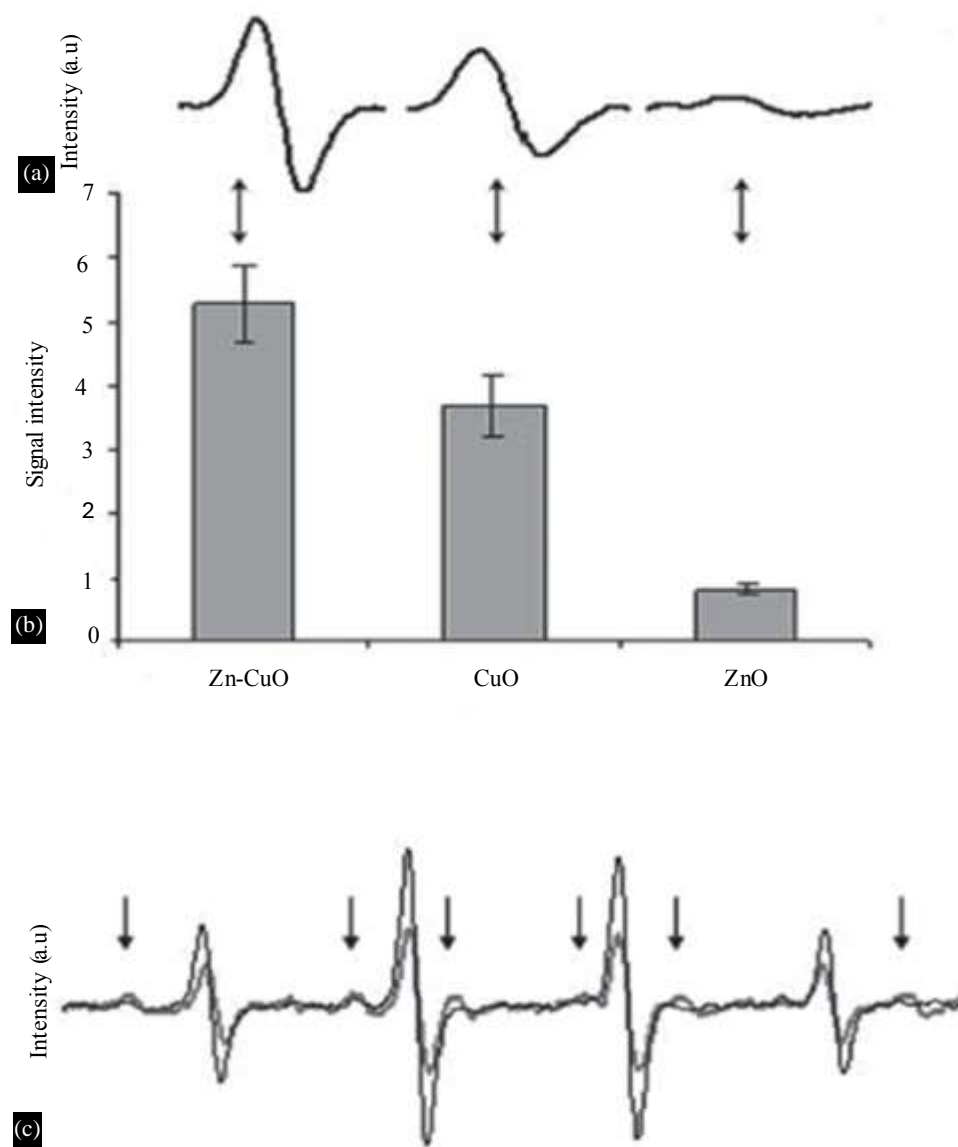 Intensity (a.u)
(a)
7
6
5
4
3
2
1
0
Signal intensity
(b)
Zn-CuO CuO ZnO
Intensity (a.u)
(c)